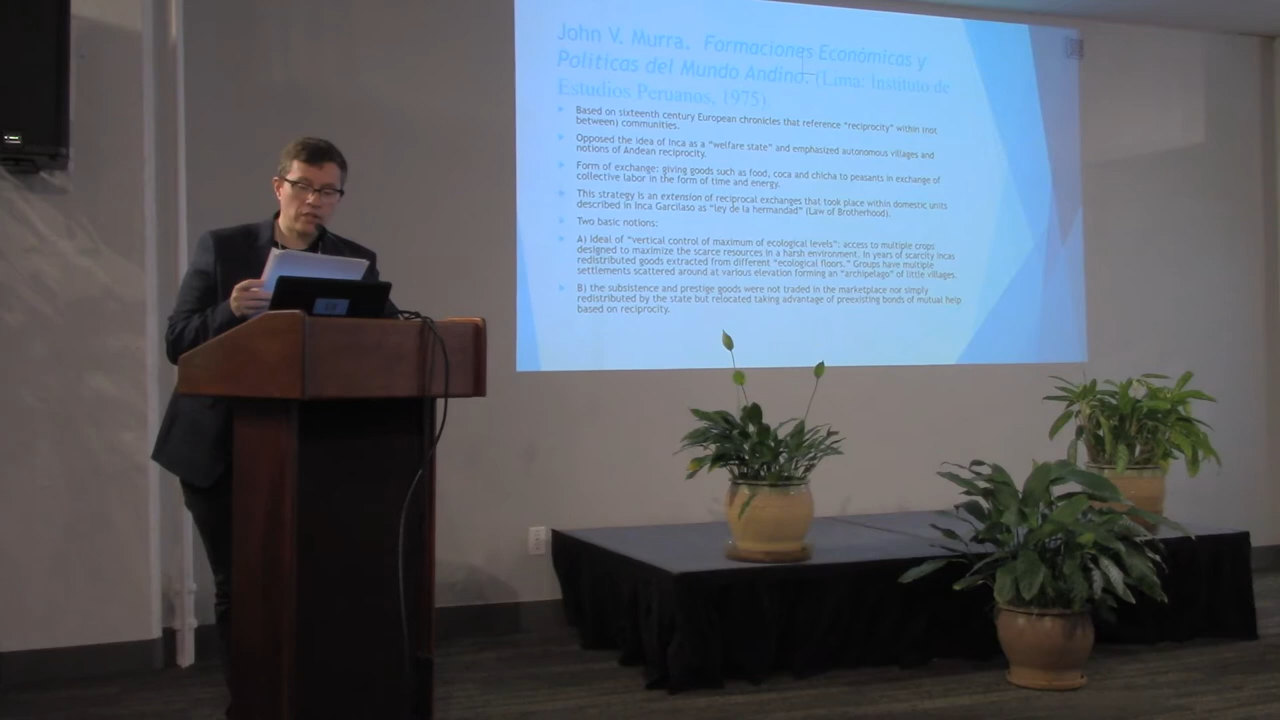 John V. Murra. Formaciones Económicas y
Políticas del Mundo Andino. (Lima: Instituto de
Estudios Peruanos, 1975)
Based on sixteenth century European chronicles that reference “reciprocity” within (not
between) communities.
Opposed the idea of Inca as a “welfare state” and emphasized autonomous villages and
notions of Andean reciprocity.
Form of exchange: giving goods such as food, coca and chicha to peasants in exchange of
collective labor in the form of time and energy.
This strategy is an extension of reciprocal exchanges that took place within domestic units
described in Inca Garcilaso as “ley de la hermandad” (Law of Brotherhood).
Two basic notions:
A) Ideal of “vertical control of maximum of ecological levels”: access to multiple crops
designed to maximize the scarce resources in a harsh environment. In years of scarcity Incas
redistributed goods extracted from different “ecological floors.” Groups have multiple
settlements scattered around at various elevation forming an “archipelago” of little villages.
B) the subsistence and prestige goods were not traded in the marketplace nor simply
redistributed by the state but relocated taking advantage of preexisting bonds of mutual help
based on reciprocity.